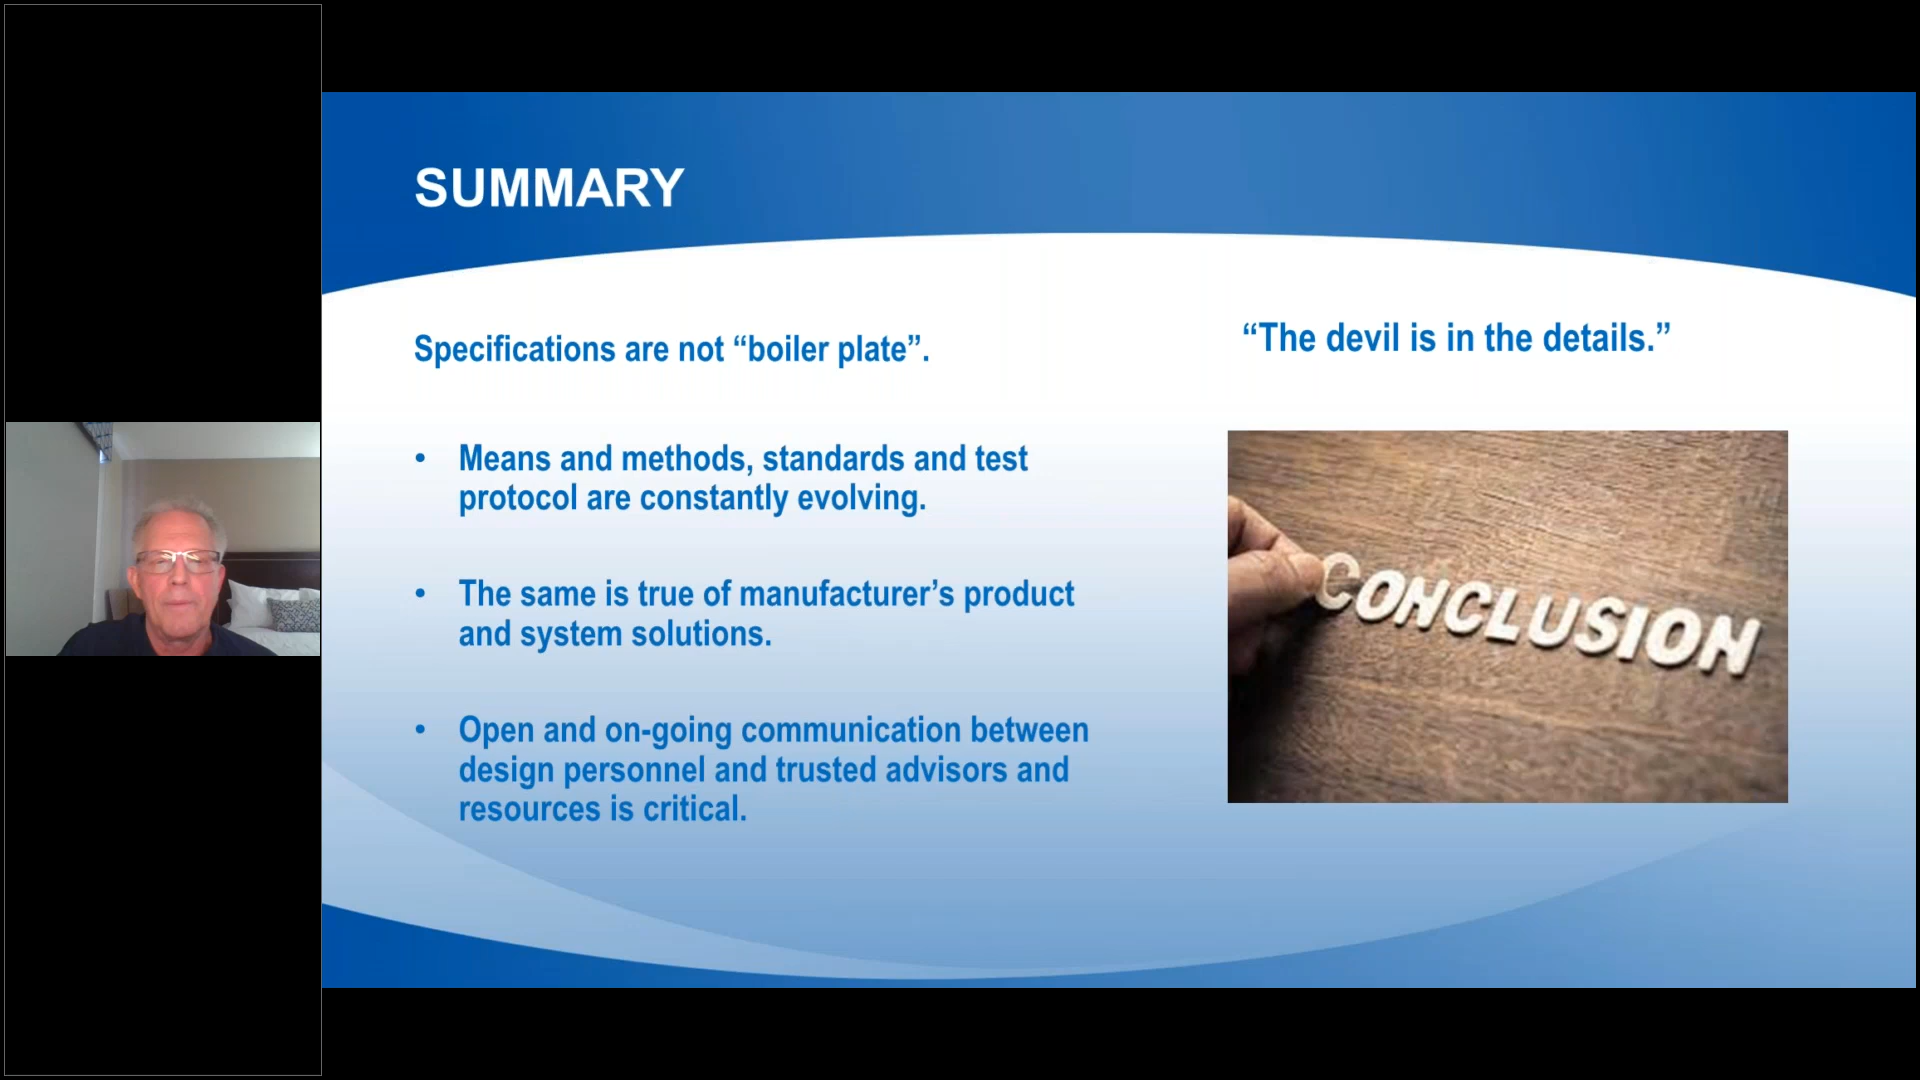 SUMMARY
Specifications are not “boiler plate”.
• Means and methods, standards and test
protocol are constantly evolving.
• The same is true of manufacturer’s product
and system solutions.
• Open and on-going communication between
design personnel and trusted advisors and
resources is critical.
“The devil is in the details.”
CONCLUSION